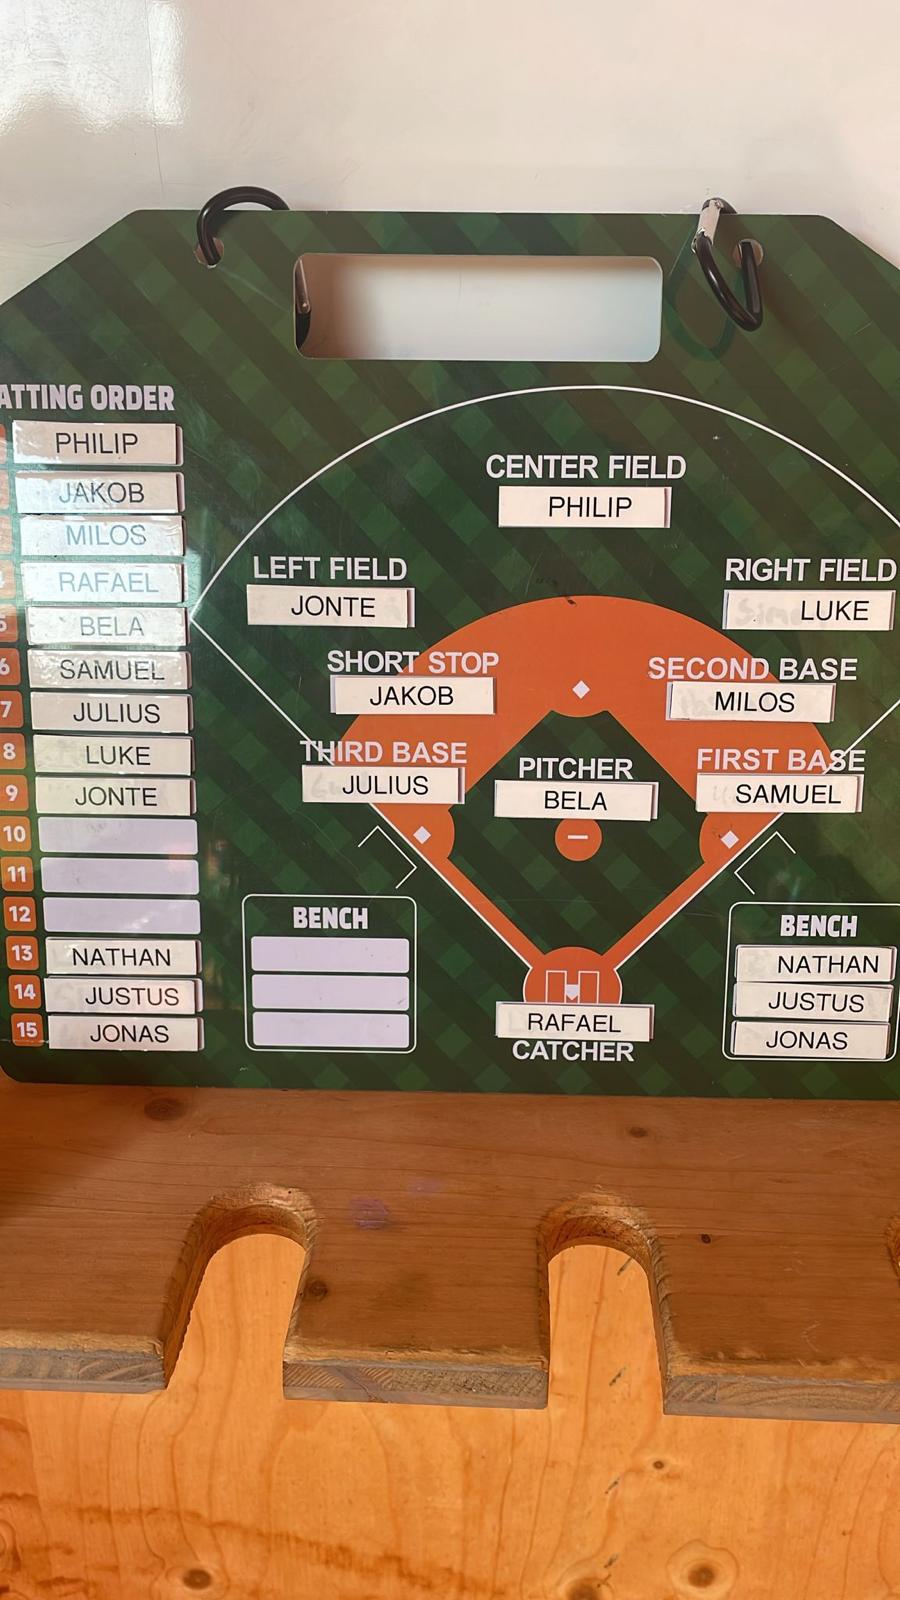 ATTING ORDER
PHILIP
JAKOB
MILOS
RAFAEL
5 BELA
6 SAMUEL
7 JULIUS
8 LUKE
9 JONTE
10
11
12
13 NATHAN
14 JUSTUS
15 JONAS
CENTER FIELD
PHILIP
LEFT FIELD
JONTE
RIGHT FIELD
LUKE
SHORT STOP
JAKOB
SECOND BASE
MILOS
THIRD BASE
JULIUS
PITCHER
BELA
FIRST BASE
SAMUEL
BENCH
RAFAEL
CATCHER
BENCH
NATHAN
JUSTUS
JONAS